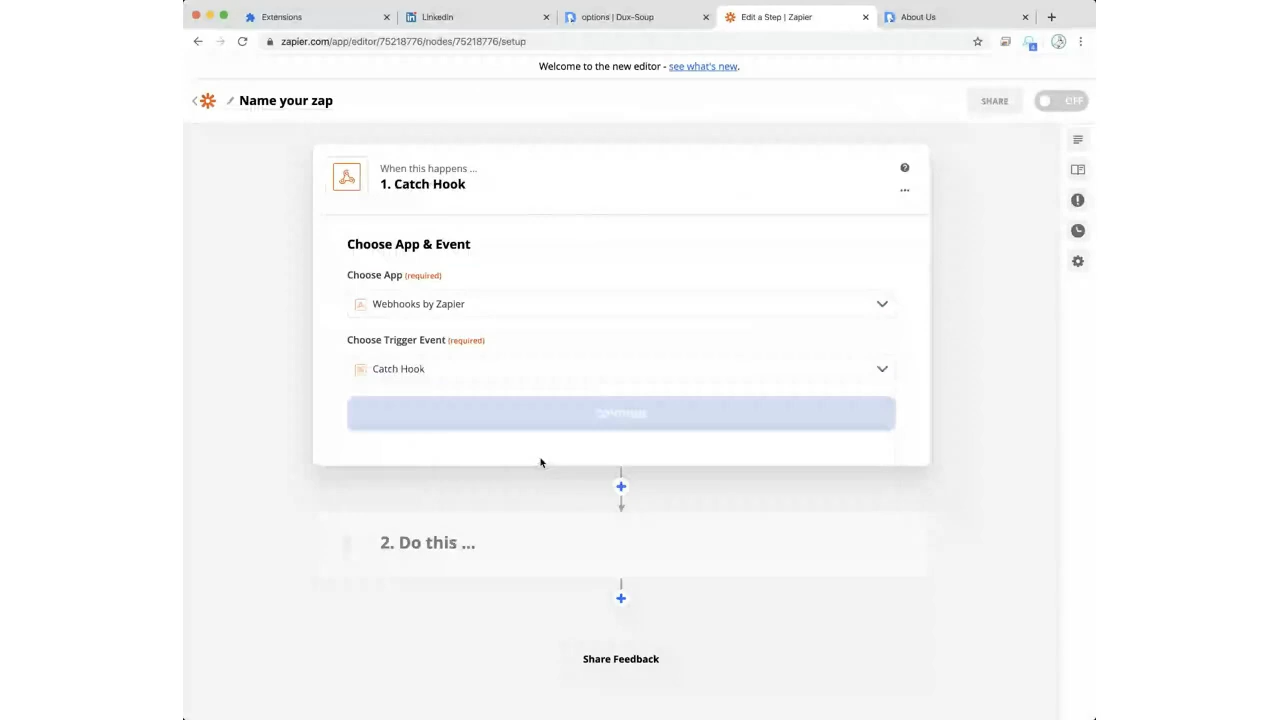 Extensions
LinkedIn
options | Dux-Soup
Edit a Step | Zapier
About Us
zapier.com/app/editor/75218776/nodes/75218776/setup
Welcome to the new editor - see what's new.
Name your zap
SHARE
OFF
When this happens ...
1. Catch Hook
Choose App & Event
Choose App (required)
Webhooks by Zapier
Choose Trigger Event (required)
Catch Hook
2. Do this ...
Share Feedback